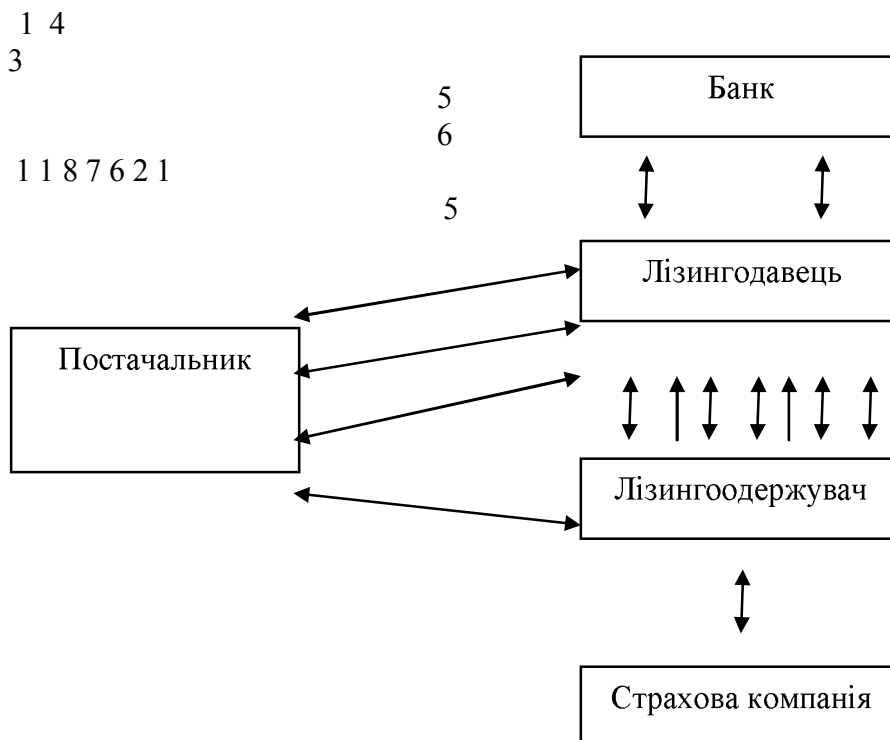 1 4
3
Банк
5
6
1 1 8 7 6 2 1
5
Лізингодавець
Постачальник
Лізингоодержувач
Страхова компанія